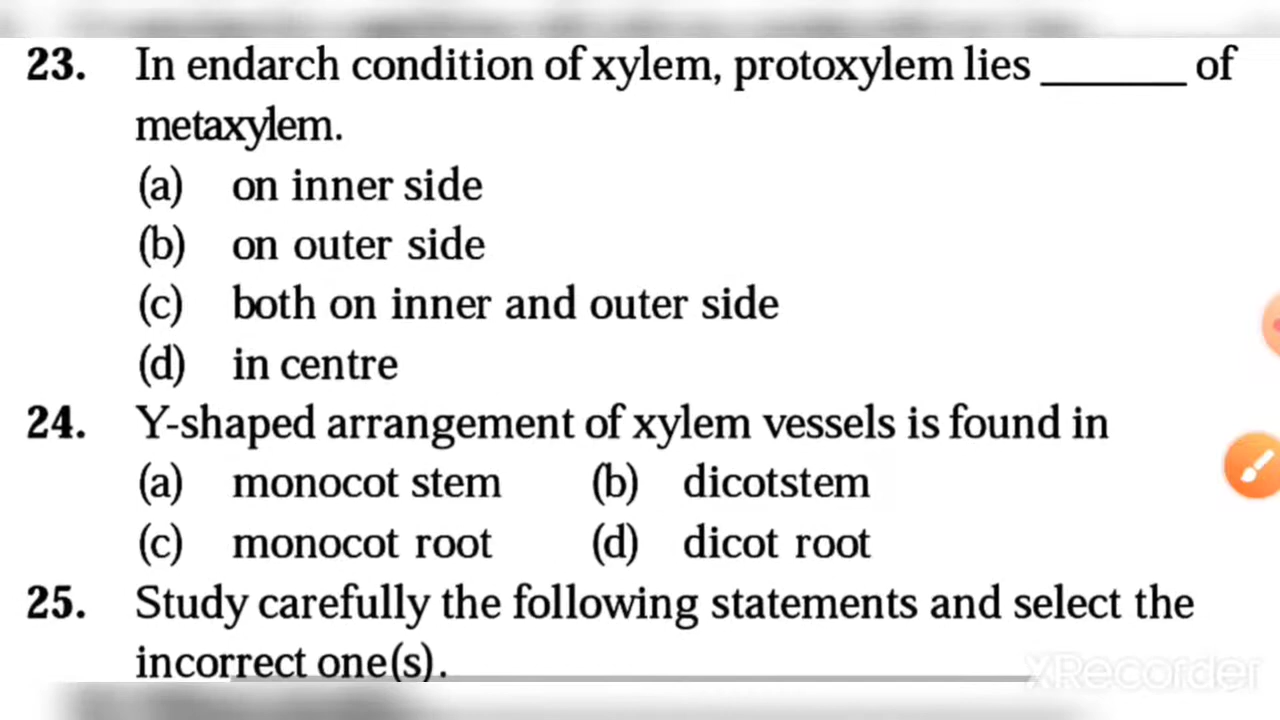 23. In endarch condition of xylem, protoxylem lies ______ of
metaxylem.
(a) on inner side
(b) on outer side
(c) both on inner and outer side
(d) in centre
24. Y-shaped arrangement of xylem vessels is found in
(a) monocot stem (b) dicotstem
(c) monocot root (d) dicot root
25. Study carefully the following statements and select the
incorrect one(s).
XRecorder